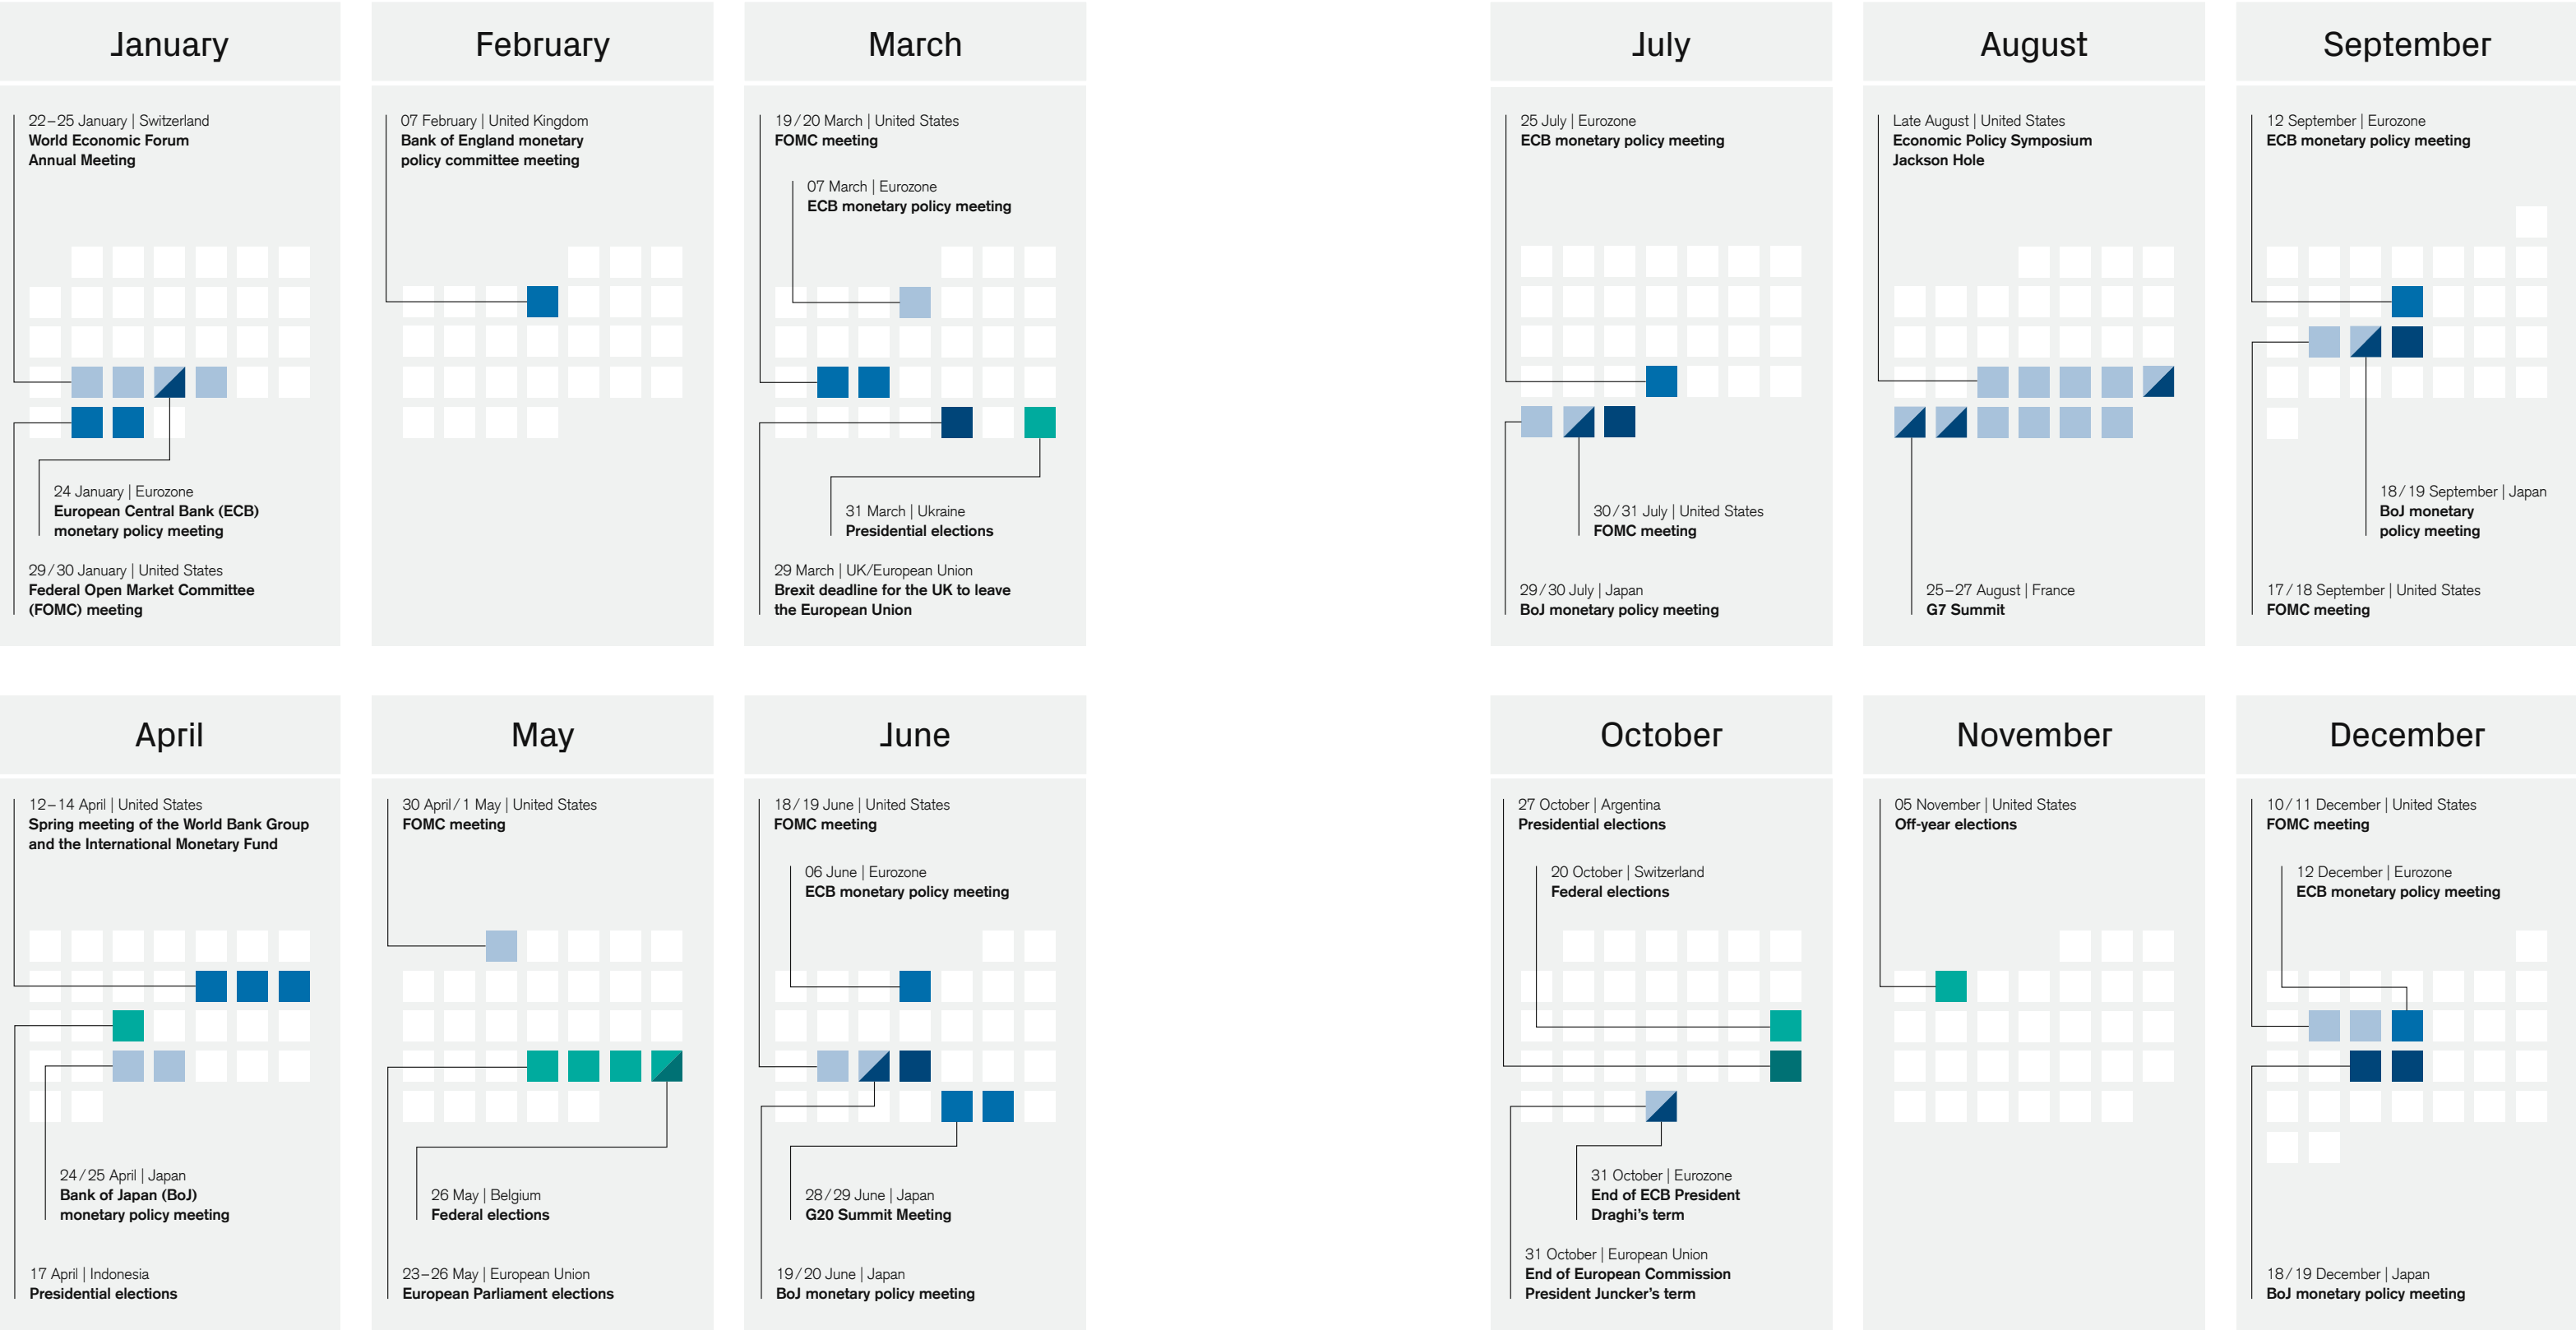 January
22–25 January | Switzerland
World Economic Forum
Annual Meeting
24 January | Eurozone
European Central Bank (ECB)
monetary policy meeting
29/30 January | United States
Federal Open Market Committee
(FOMC) meeting
February
07 February | United Kingdom
Bank of England monetary
policy committee meeting
March
19/20 March | United States
FOMC meeting
07 March | Eurozone
ECB monetary policy meeting
31 March | Ukraine
Presidential elections
29 March | UK/European Union
Brexit deadline for the UK to leave
the European Union
July
25 July | Eurozone
ECB monetary policy meeting
30/31 July | United States
FOMC meeting
29/30 July | Japan
BoJ monetary policy meeting
August
Late August | United States
Economic Policy Symposium
Jackson Hole
25–27 August | France
G7 Summit
September
12 September | Eurozone
ECB monetary policy meeting
18/19 September | Japan
BoJ monetary
policy meeting
17/18 September | United States
FOMC meeting
April
12–14 April | United States
Spring meeting of the World Bank Group
and the International Monetary Fund
24/25 April | Japan
Bank of Japan (BoJ)
monetary policy meeting
17 April | Indonesia
Presidential elections
May
30 April/1 May | United States
FOMC meeting
26 May | Belgium
Federal elections
23–26 May | European Union
European Parliament elections
June
18/19 June | United States
FOMC meeting
06 June | Eurozone
ECB monetary policy meeting
28/29 June | Japan
G20 Summit Meeting
19/20 June | Japan
BoJ monetary policy meeting
October
27 October | Argentina
Presidential elections
20 October | Switzerland
Federal elections
31 October | Eurozone
End of ECB President
Draghi's term
31 October | European Union
End of European Commission
President Juncker's term
November
05 November | United States
Off-year elections
December
10/11 December | United States
FOMC meeting
12 December | Eurozone
ECB monetary policy meeting
18/19 December | Japan
BoJ monetary policy meeting